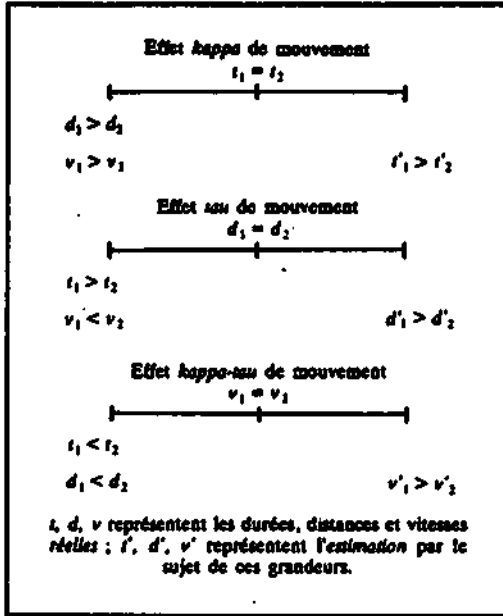 Effet kappa de mouvement
t₁ = t₂
d₁ > d₂
v₁ > v₂ t'₁ > t'₂
Effet tau de mouvement
d₁ = d₂
t₁ > t₂
v₁ < v₂ d'₁ > d'₂
Effet kappa-tau de mouvement
v₁ = v₂
t₁ < t₂
d₁ < d₂ v'₁ > v'₂
t, d, v représentent les durées, distances et vitesses
réelles ; t', d', v' représentent l'estimation par le
sujet de ces grandeurs.